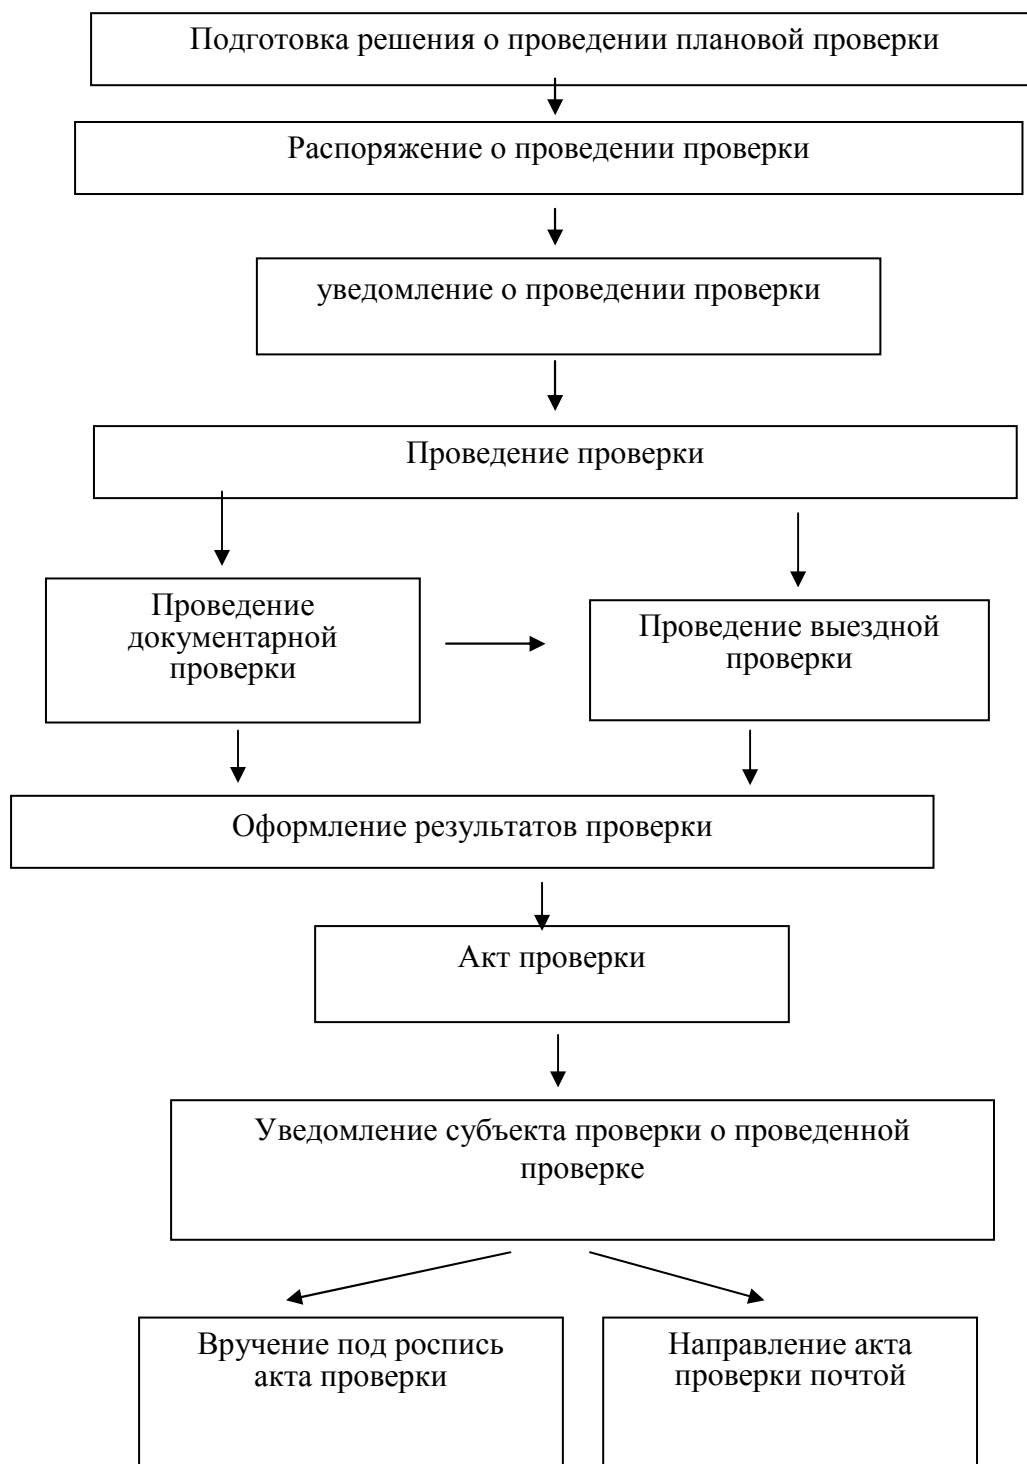 Подготовка решения о проведении плановой проверки
Распоряжение о проведении проверки
уведомление о проведении проверки
Проведение проверки
Проведение
документарной
проверки
Проведение выездной
проверки
Оформление результатов проверки
Акт проверки
Уведомление субъекта проверки о проведенной
проверке
Вручение под роспись
акта проверки
Направление акта
проверки почтой